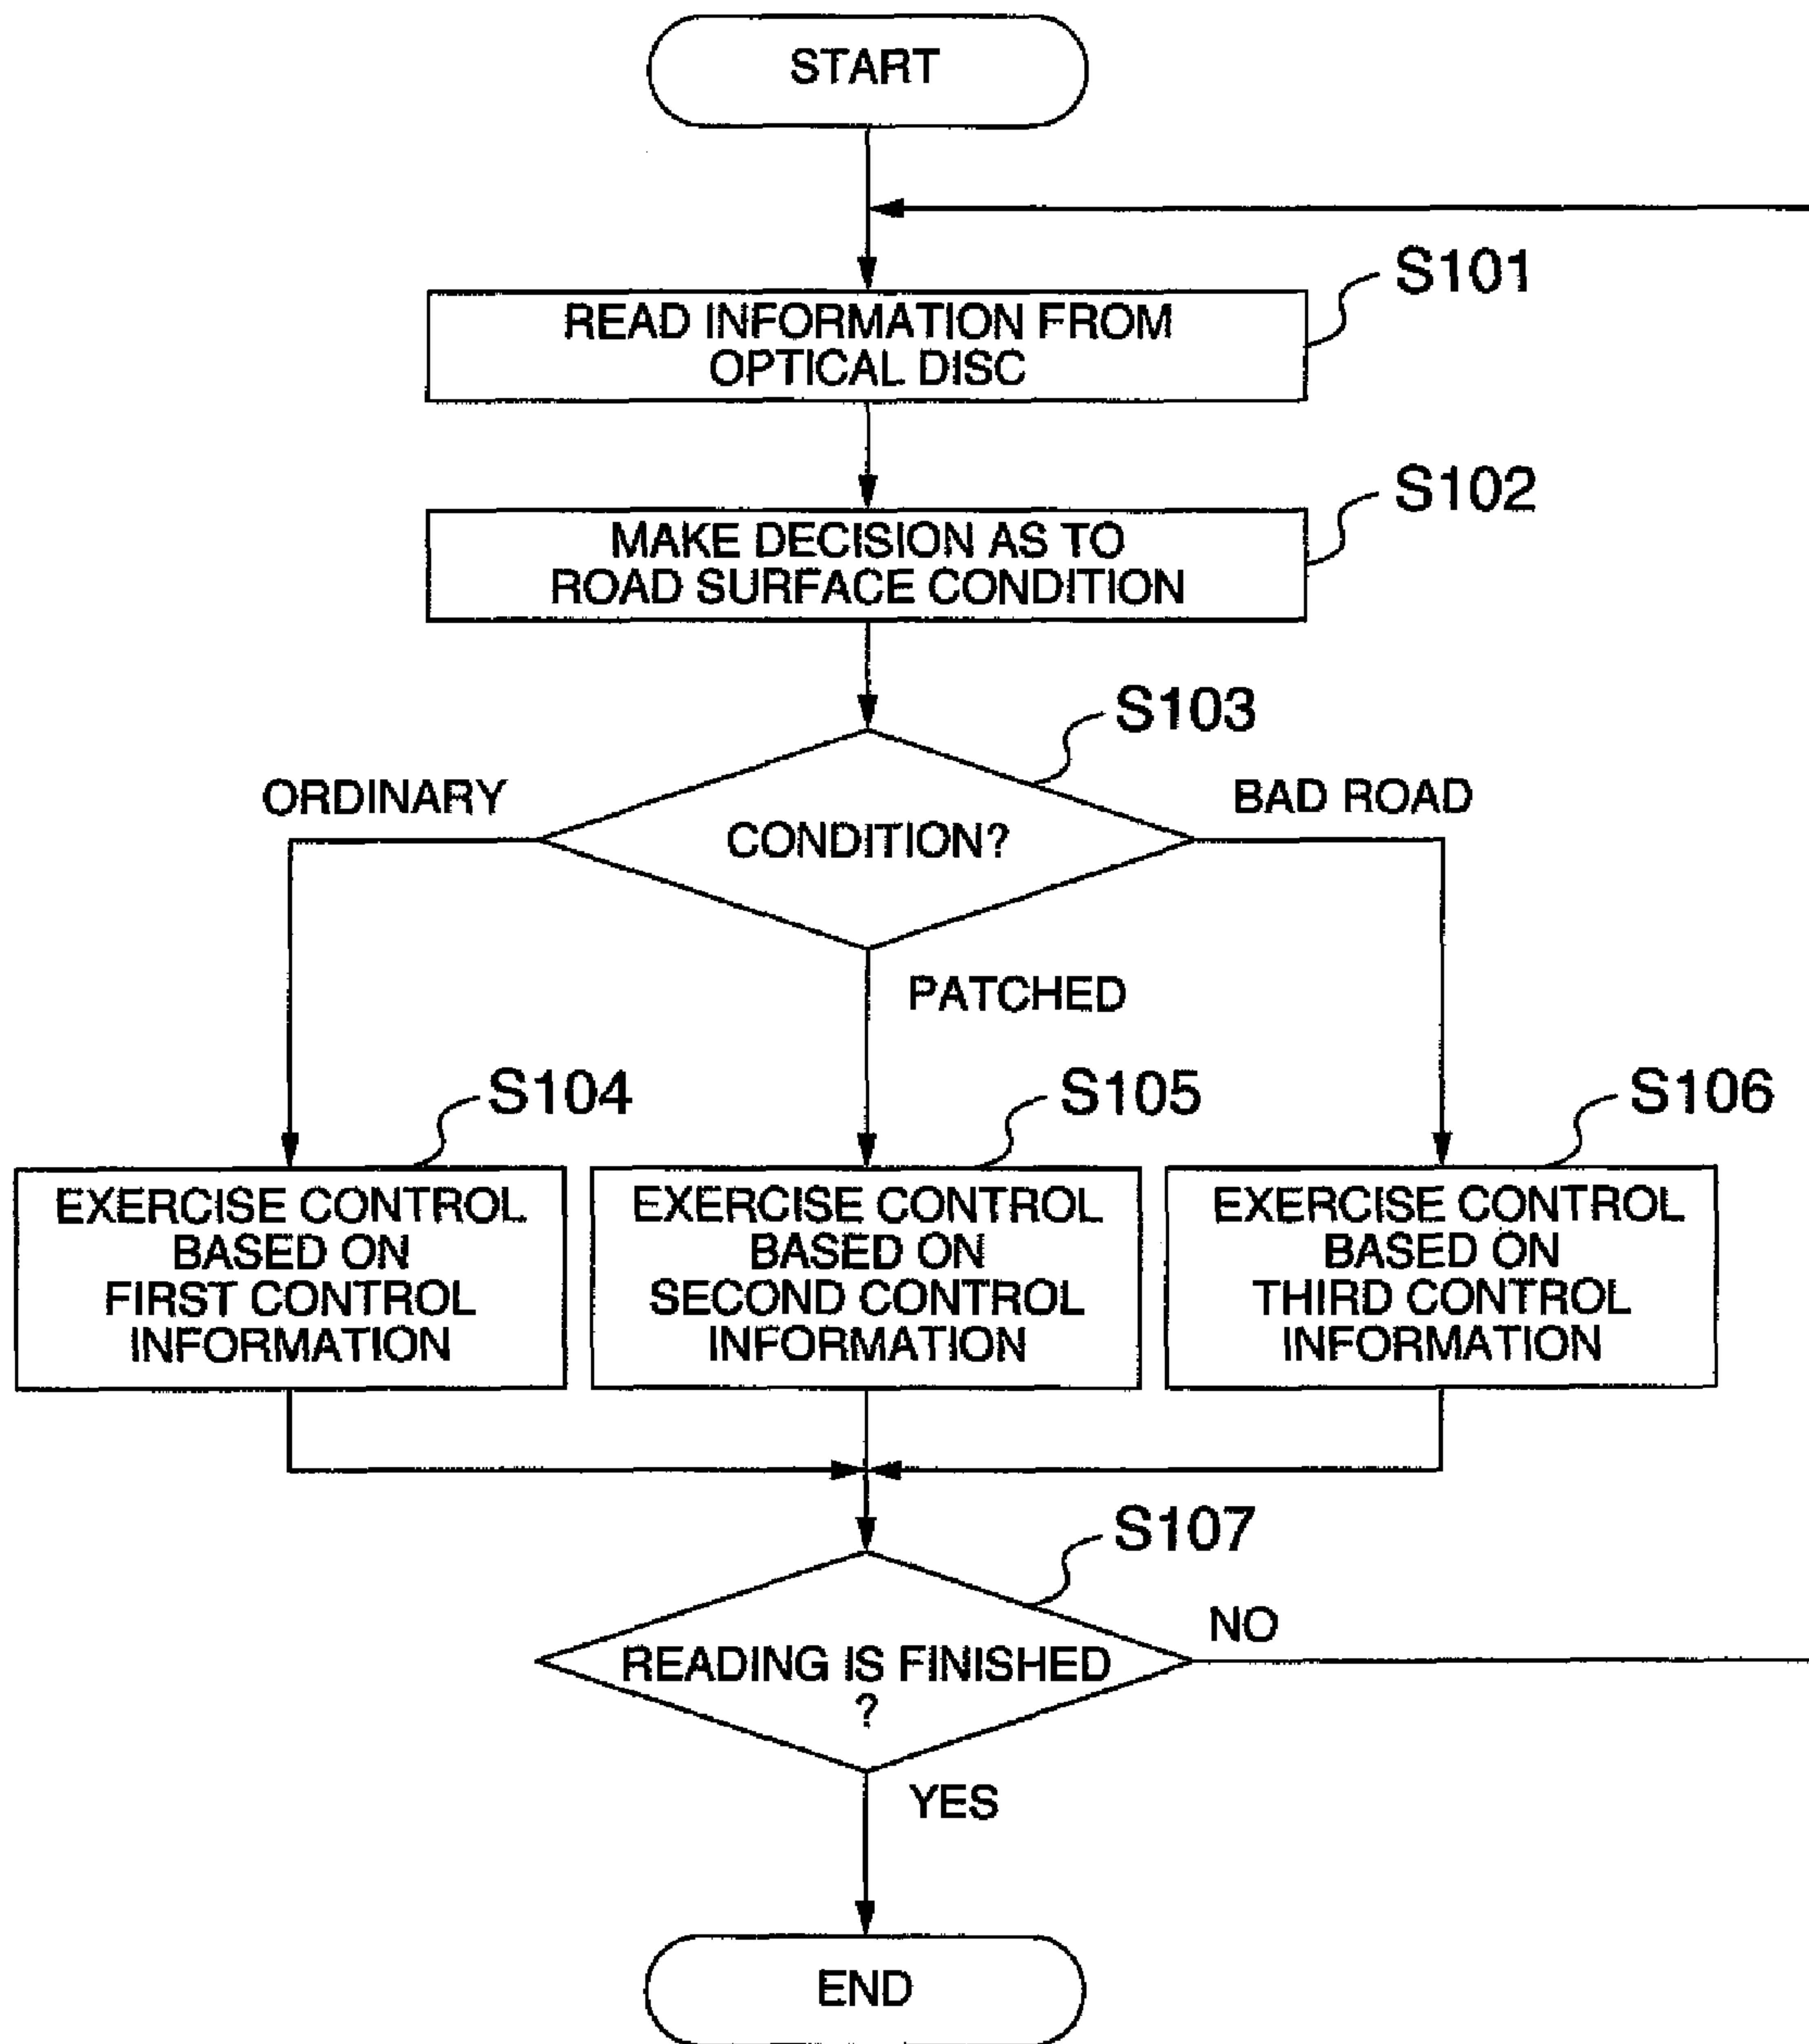 START
S101
READ INFORMATION FROM
OPTICAL DISC
S102
MAKE DECISION AS TO
ROAD SURFACE CONDITION
S103
ORDINARY
BAD ROAD
CONDITION?
PATCHED
S104
S105
S106
EXERCISE CONTROL
BASED ON
FIRST CONTROL
INFORMATION
EXERCISE CONTROL
BASED ON
SECOND CONTROL
INFORMATION
EXERCISE CONTROL
BASED ON
THIRD CONTROL
INFORMATION
S107
NO
READING IS FINISHED
?
YES
END